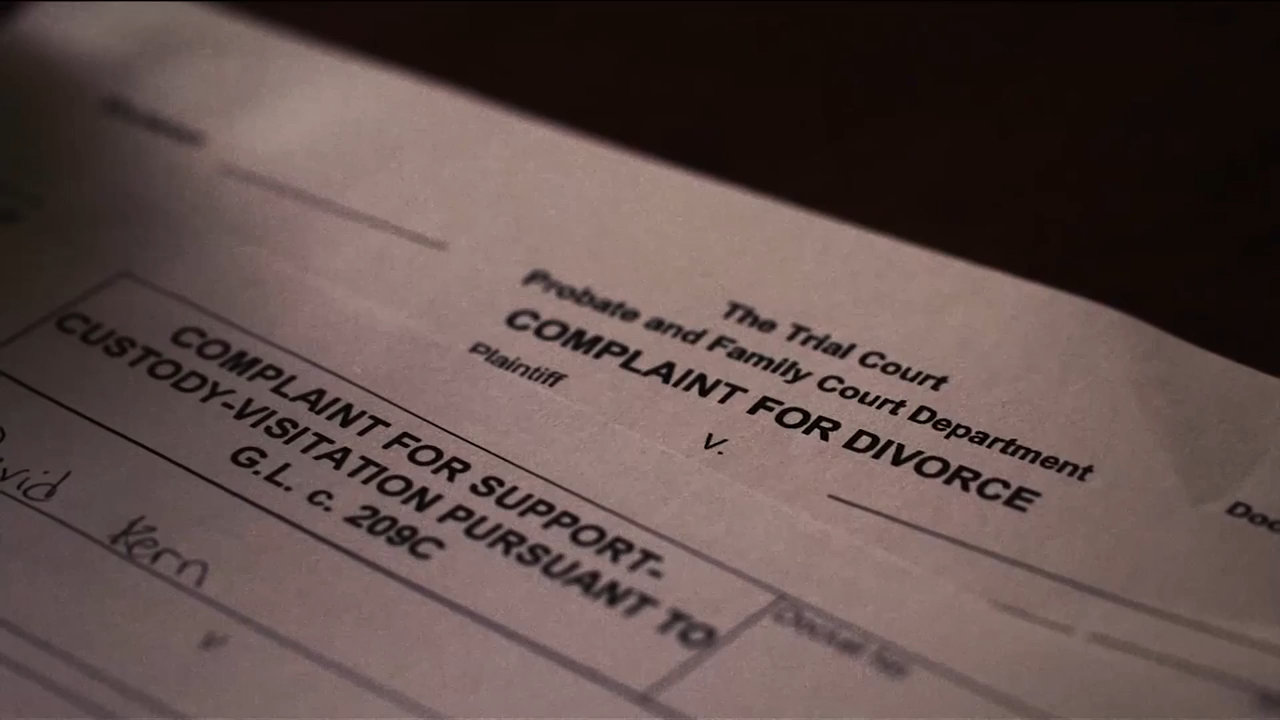 The Trial Court
Probate and Family Court Department
COMPLAINT FOR DIVORCE
Plaintiff
v.
COMPLAINT FOR SUPPORT-
CUSTODY-VISITATION PURSUANT TO
G.L. c. 209C
Kern
v